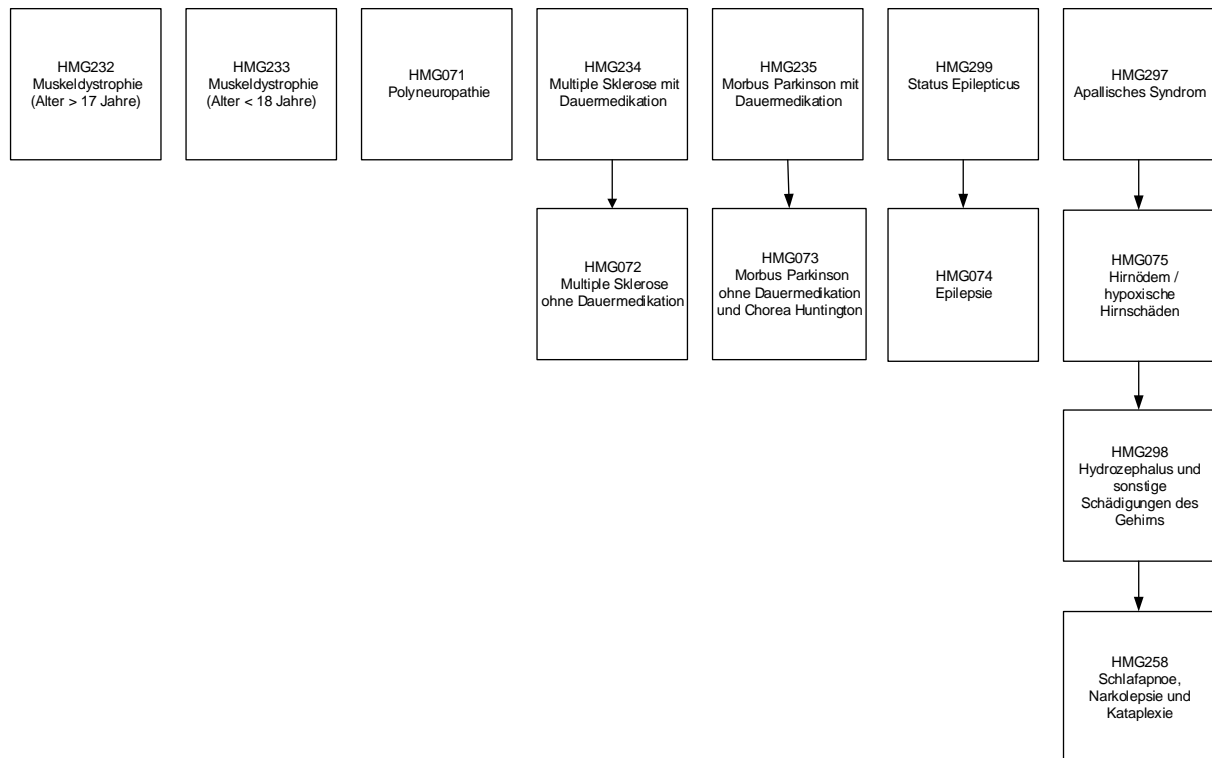 HMG232
Muskeldystrophie
(Alter > 17 Jahre)
HMG233
Muskeldystrophie
(Alter < 18 Jahre)
HMG071
Polyneuropathie
HMG234
Multiple Sklerose mit
Dauermedikation
HMG235
Morbus Parkinson mit
Dauermedikation
HMG299
Status Epilepticus
HMG297
Apallisches Syndrom
HMG072
Multiple Sklerose
ohne Dauermedikation
HMG073
Morbus Parkinson
ohne Dauermedikation
und Chorea Huntington
HMG074
Epilepsie
HMG075
Hirnödem /
hypoxische
Hirnschäden
HMG298
Hydrozephalus und
sonstige
Schädigungen des
Gehirns
HMG258
Schlafapnoe,
Narkolepsie und
Kataplexie